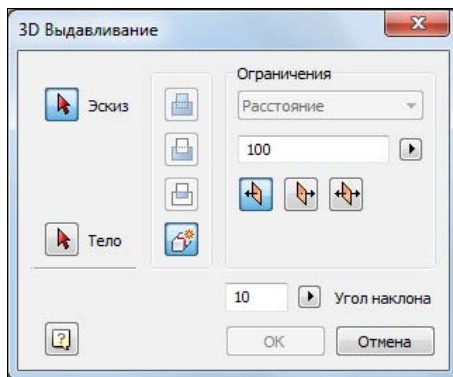 3D Выдавливание
Ограничения
Эскиз
Расстояние
100
Тело
10
Угол наклона
?
OK
Отмена